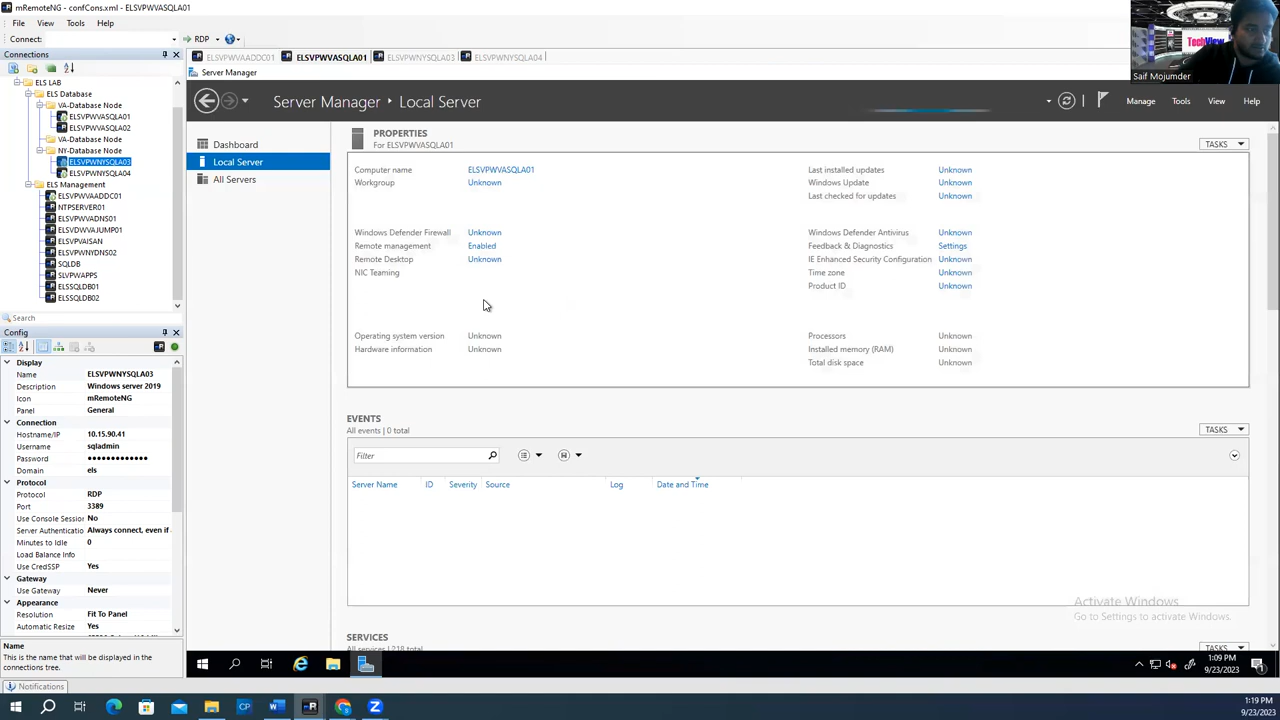 mRemoteNG - confCons.xml - ELSVPWVASQLA01
File View Tools Help
Connect: RDP
Connections
ELS LAB
ELS Database
VA-Database Node
ELSVPWVASQLA01
ELSVPWVASQLA02
VA-Database Node
NY-Database Node
ELSVPWNYSQLA03
ELSVPWNYSQLA04
ELS Management
ELSVPWVAADDC01
NTPSERVER01
ELSVPWVADNS01
ELSVDWVAJUMP01
ELSVPVAISAN
ELSVPWNYDNS02
SQLDB
SLVPWAPPS
ELSSQLDB01
ELSSQLDB02
Search
Config
Display
Name ELSVPWNYSQLA03
Description Windows server 2019
Icon mRemoteNG
Panel General
Connection
Hostname/IP 10.15.90.41
Username sqladmin
Password •••••••••••••
Domain els
Protocol
Protocol RDP
Port 3389
Use Console Session No
Server Authentication Always connect, even if
Minutes to Idle 0
Load Balance Info
Use CredSSP Yes
Gateway
Use Gateway Never
Appearance
Resolution Fit To Panel
Automatic Resize Yes
Name
This is the name that will be displayed in the connections tree.
Notifications
ELSVPWVAADDC01 ELSVPWVASQLA01 ELSVPWNYSQLA03 ELSVPWNYSQLA04
Server Manager
Server Manager Local Server
Manage Tools View Help
Dashboard
Local Server
All Servers
PROPERTIES
For ELSVPWVASQLA01
TASKS
Computer name ELSVPWVASQLA01
Workgroup Unknown
Last installed updates Unknown
Windows Update Unknown
Last checked for updates Unknown
Windows Defender Firewall Unknown
Remote management Enabled
Remote Desktop Unknown
NIC Teaming
Windows Defender Antivirus Unknown
Feedback & Diagnostics Settings
IE Enhanced Security Configuration Unknown
Time zone Unknown
Product ID Unknown
Operating system version Unknown
Hardware information Unknown
Processors Unknown
Installed memory (RAM) Unknown
Total disk space Unknown
EVENTS
All events | 0 total
TASKS
Filter
Server Name ID Severity Source Log Date and Time
Activate Windows
Go to Settings to activate Windows.
SERVICES
All services | 218 total
TASKS
1:09 PM
9/23/2023
1
TechView
Saif Mojumder
1:19 PM
9/23/2023